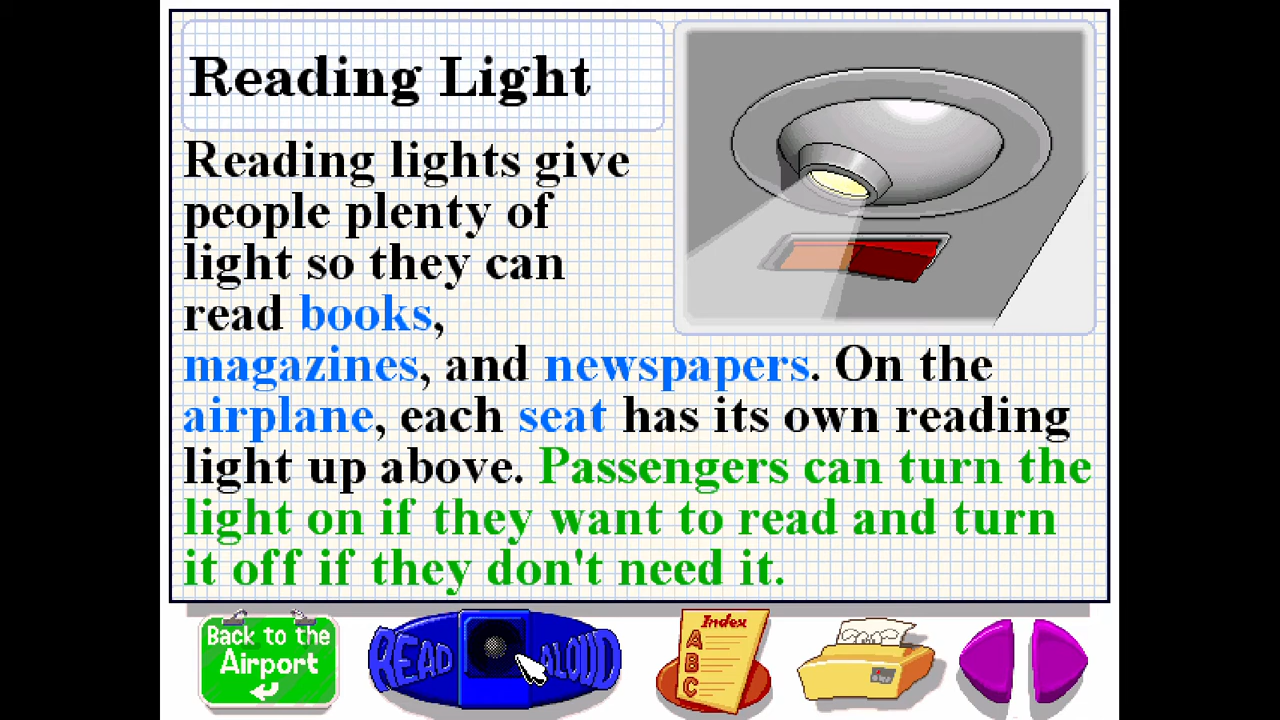 Reading Light
Reading lights give
people plenty of
light so they can
read books,
magazines, and newspapers. On the
airplane, each seat has its own reading
light up above. Passengers can turn the
light on if they want to read and turn
it off if they don't need it.
Back to the
Airport
READ ALOUD
Index
A
B
C